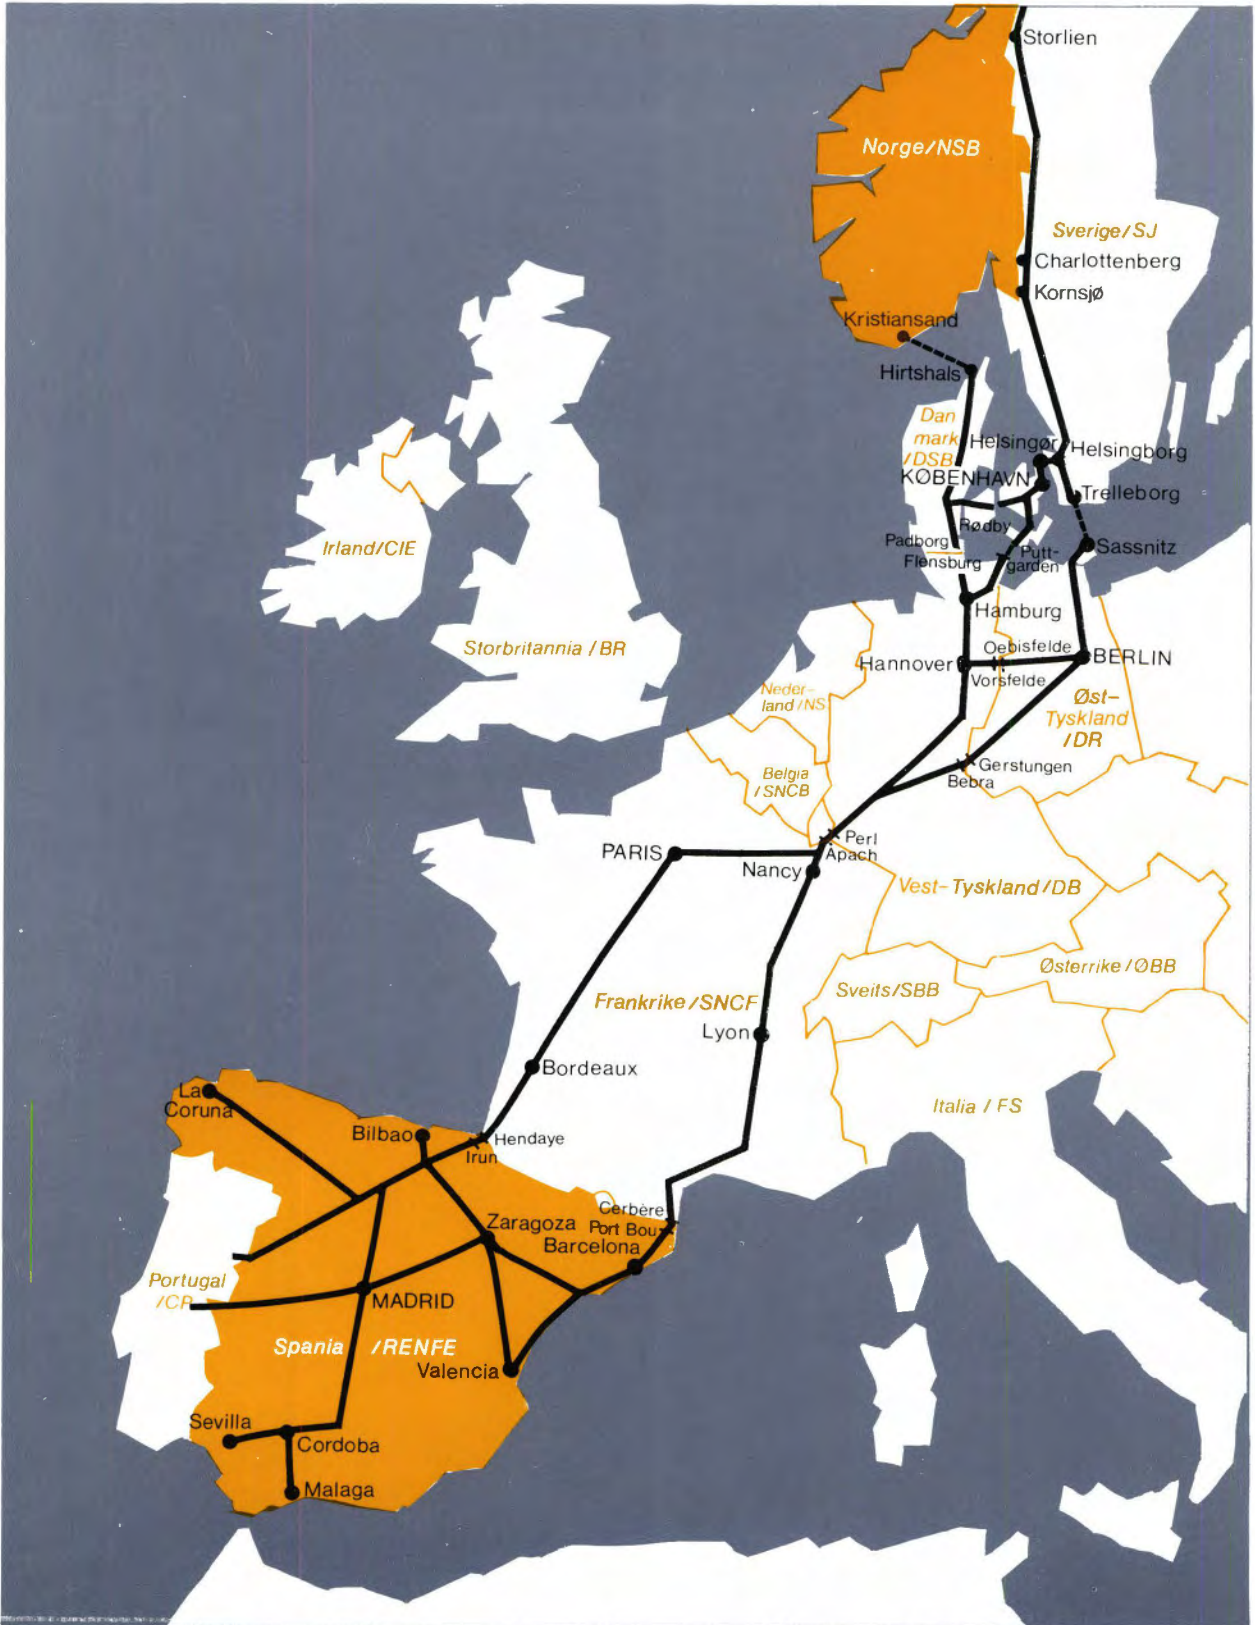 Storlien
Norge/NSB
Sverige/SJ
Charlottenberg
Kornsjø
Kristiansand
Hirtshals
Dan
mark
/DSB
Helsingør
Helsingborg
KØBENHAVN
Trelleborg
Rødby
Padborg
Flensburg
Putt-
garden
Sassnitz
Irland/CIE
Hamburg
Storbritannia / BR
Oebisfelde
Hannover
BERLIN
Vorsfelde
Neder-
land/NS
Øst-
Tyskland
/DR
Gerstungen
Bebra
Belgia
/SNCB
Perl
Apach
PARIS
Nancy
Vest-Tyskland/DB
Østerrike/ØBB
Sveits/SBB
Frankrike/SNCF
Lyon
Bordeaux
La
Coruna
Italia / FS
Bilbao
Hendaye
Irun
Cerbère
Port Bou
Zaragoza
Barcelona
Portugal
/CP
MADRID
Spania /RENFE
Valencia
Sevilla
Cordoba
Malaga